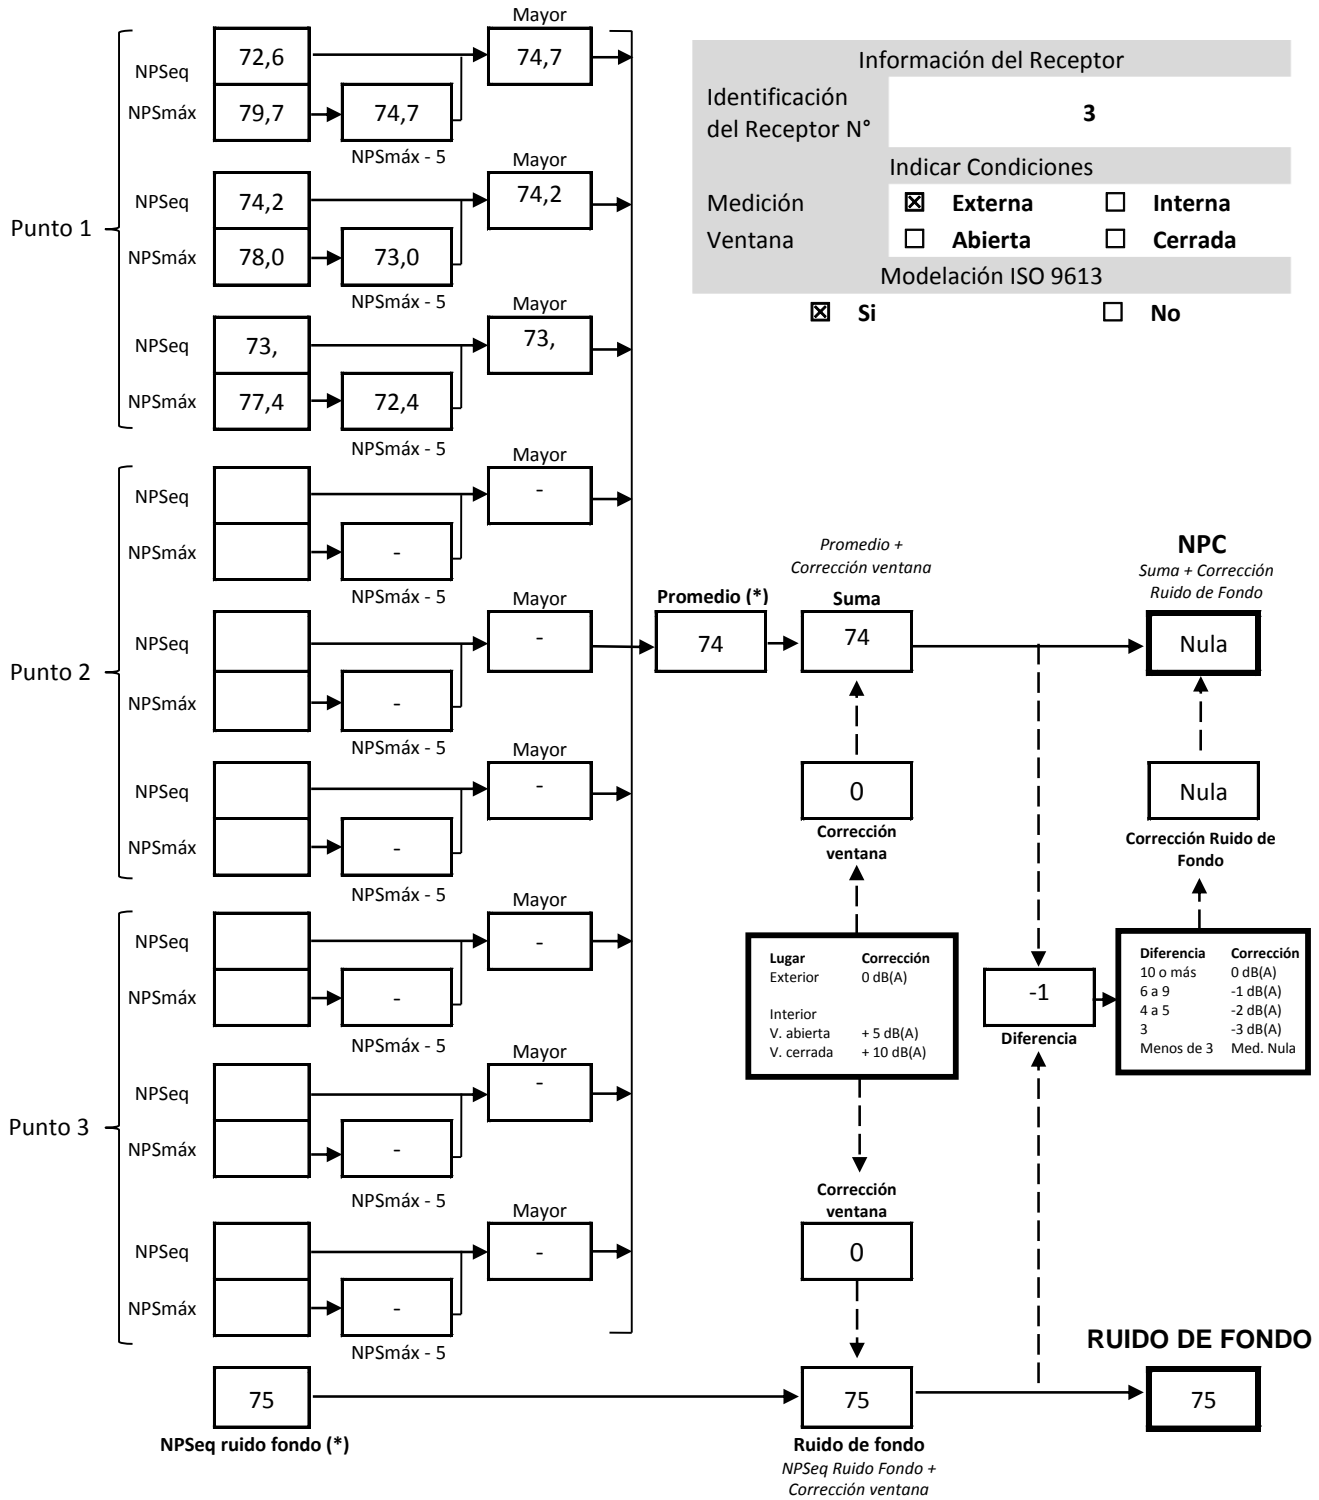 Mayor
72,6
74,7
NPSeq
79,7
74,7
NPSmáx
NPSmáx - 5
Mayor
74,2
74,2
NPSeq
78,0
73,0
NPSmáx
NPSmáx - 5
Punto 1
Mayor
73,
73,
NPSeq
77,4
72,4
NPSmáx
NPSmáx - 5
Información del Receptor
Identificación
del Receptor N°
3
Indicar Condiciones
Medición ☒ Externa ☐ Interna
Ventana ☐ Abierta ☐ Cerrada
Modelación ISO 9613
☒ Si ☐ No
Mayor
NPSeq
-
NPSmáx
-
NPSmáx - 5
Mayor
NPSeq
-
Punto 2
NPSmáx
-
NPSmáx - 5
Mayor
NPSeq
-
NPSmáx
-
NPSmáx - 5
Mayor
NPSeq
-
NPSmáx
-
NPSmáx - 5
Mayor
NPSeq
-
Punto 3
NPSmáx
-
NPSmáx - 5
Mayor
NPSeq
-
NPSmáx
-
NPSmáx - 5
Promedio (*)
74
Promedio +
Corrección ventana
Suma
74
NPC
Suma + Corrección
Ruido de Fondo
Nula
0
Corrección
ventana
Nula
Corrección Ruido de
Fondo
Lugar Corrección
Exterior 0 dB(A)
Interior
V. abierta + 5 dB(A)
V. cerrada + 10 dB(A)
-1
Diferencia
Diferencia Corrección
10 o más 0 dB(A)
6 a 9 -1 dB(A)
4 a 5 -2 dB(A)
3 -3 dB(A)
Menos de 3 Med. Nula
Corrección
ventana
0
RUIDO DE FONDO
75
75
75
NPSeq ruido fondo (*)
Ruido de fondo
NPSeq Ruido Fondo +
Corrección ventana